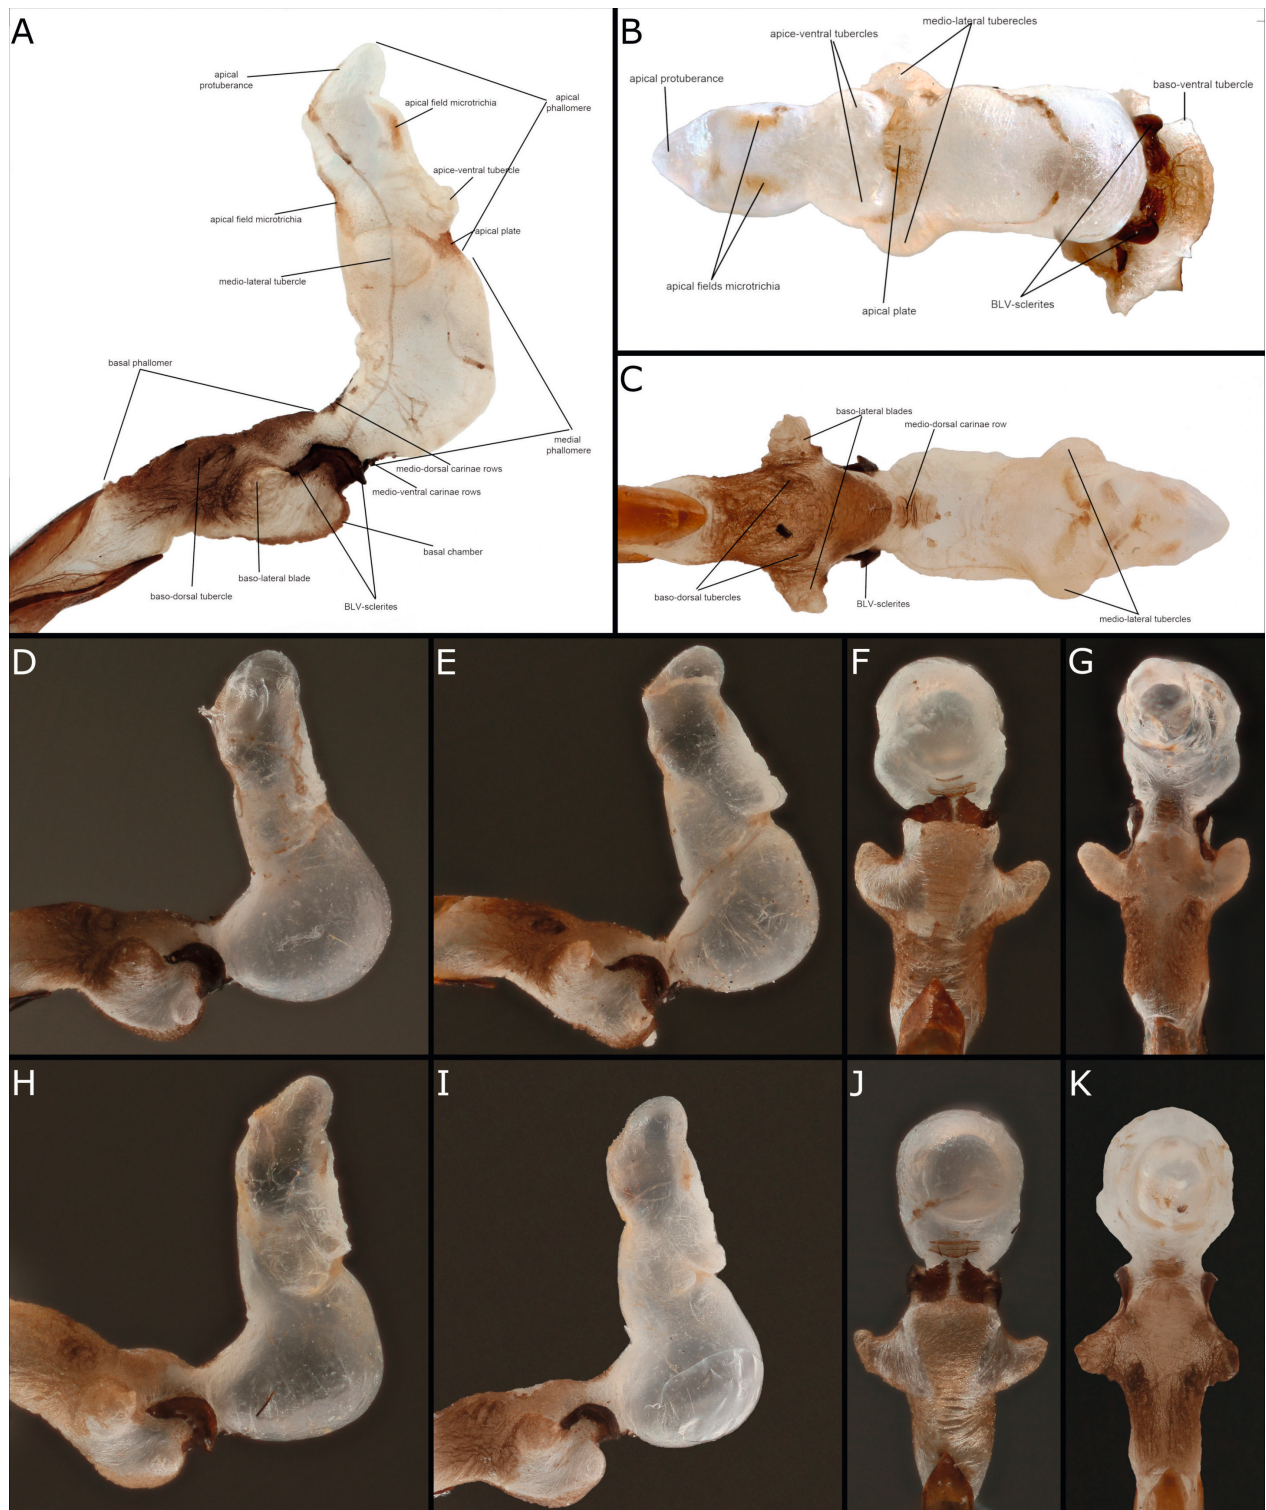 A
apical
protuberance
apical field microtrichia
apical
phallomere
apice-ventral tubercle
apical field microtrichia
apical plate
medio-lateral tubercle
basal phallomer
medial
phallomere
medio-dorsal carinae rows
medio-ventral carinae rows
basal chamber
baso-lateral blade
baso-dorsal tubercle
BLV-sclerites
B
medio-lateral tuberecles
apice-ventral tubercles
apical protuberance
baso-ventral tubercle
apical fields microtrichia
apical plate
BLV-sclerites
C
baso-lateral blades
medio-dorsal carinae row
baso-dorsal tubercles
BLV-sclerites
medio-lateral tubercles
D
E
F
G
H
I
J
K